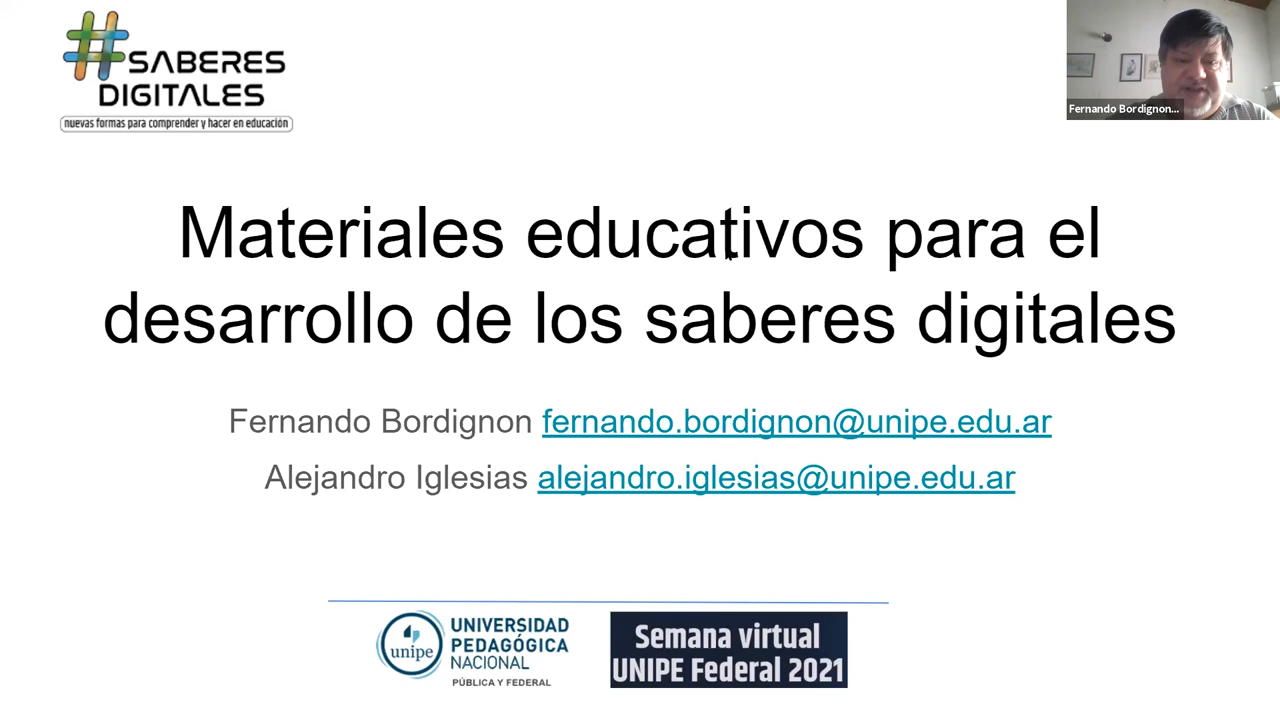 #SABERES
DIGITALES
nuevas formas para comprender y hacer en educación
Fernando Bordignon...
Materiales educativos para el
desarrollo de los saberes digitales
Fernando Bordignon fernando.bordignon@unipe.edu.ar
Alejandro Iglesias alejandro.iglesias@unipe.edu.ar
unipe
UNIVERSIDAD
PEDAGÓGICA
NACIONAL
PÚBLICA Y FEDERAL
Semana virtual
UNIPE Federal 2021